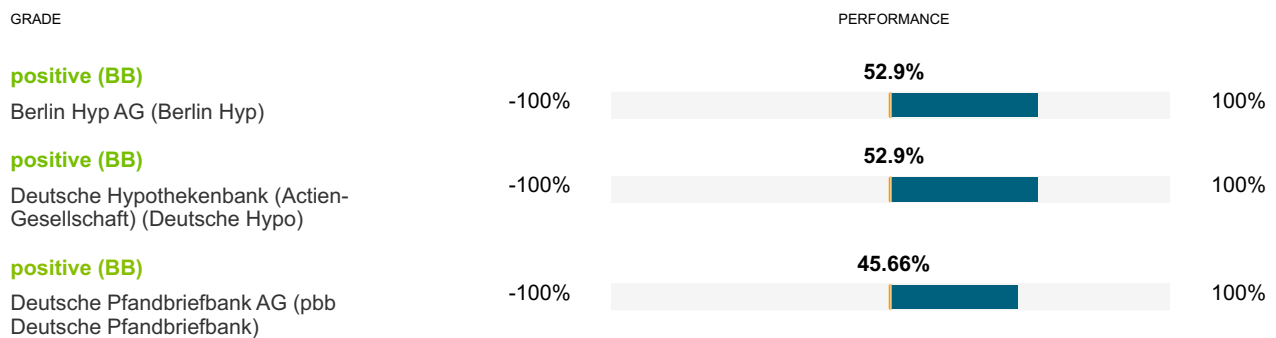 GRADE PERFORMANCE
positive (BB) 52.9%
Berlin Hyp AG (Berlin Hyp) -100% 100%
positive (BB) 52.9%
Deutsche Hypothekenbank (Actien- -100% 100%
Gesellschaft) (Deutsche Hypo)
positive (BB) 45.66%
Deutsche Pfandbriefbank AG (pbb -100% 100%
Deutsche Pfandbriefbank)